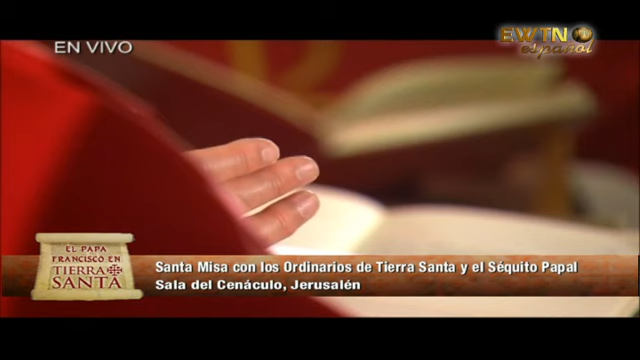 EN VIVO
EWTN
español
EL PAPA
FRANCISCO EN
TIERRA
SANTA
Santa Misa con los Ordinarios de Tierra Santa y el Séquito Papal
Sala del Cenáculo, Jerusalén